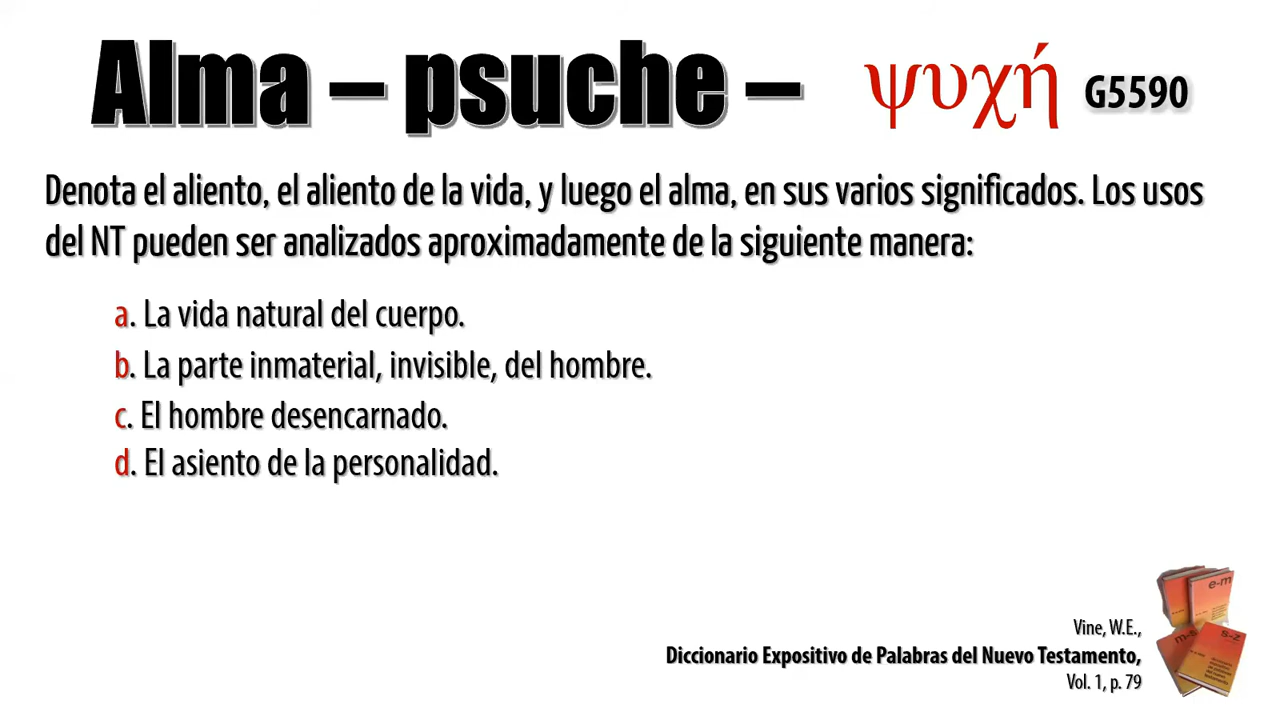 Alma – psuche – ψυχή G5590
Denota el aliento, el aliento de la vida, y luego el alma, en sus varios significados. Los usos
del NT pueden ser analizados aproximadamente de la siguiente manera:
a. La vida natural del cuerpo.
b. La parte inmaterial, invisible, del hombre.
c. El hombre desencarnado.
d. El asiento de la personalidad.
Vine, W.E.,
Diccionario Expositivo de Palabras del Nuevo Testamento,
Vol. 1, p. 79
e-m
s-z